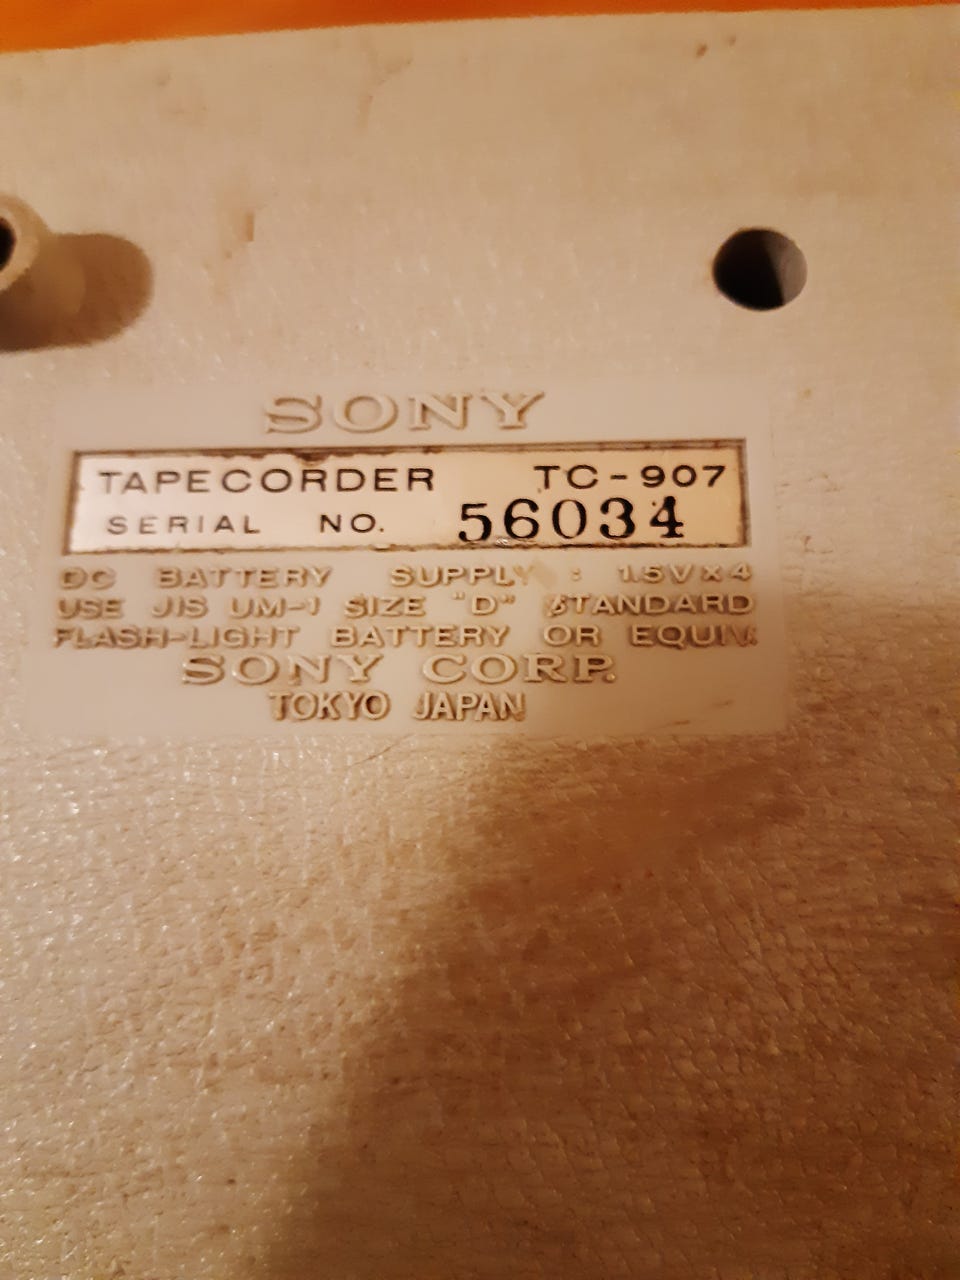 SONY
TAPECORDER TC-907
SERIAL NO. 56034
DC BATTERY SUPPLY : 1.5V x 4
USE JIS UM-1 SIZE "D" STANDARD
FLASH-LIGHT BATTERY OR EQUIV.
SONY CORP.
TOKYO JAPAN